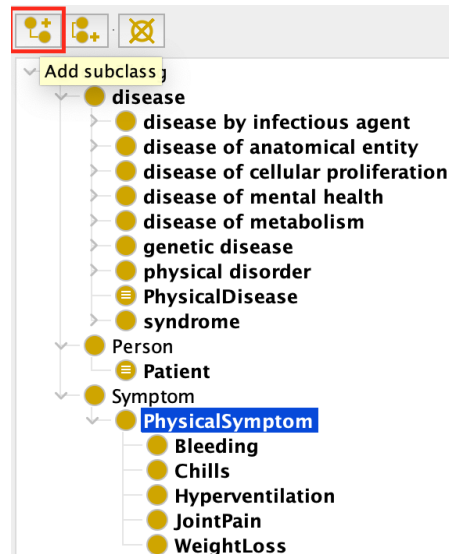 Add subclass
disease
disease by infectious agent
disease of anatomical entity
disease of cellular proliferation
disease of mental health
disease of metabolism
genetic disease
physical disorder
PhysicalDisease
syndrome
Person
Patient
Symptom
PhysicalSymptom
Bleeding
Chills
Hyperventilation
JointPain
WeightLoss